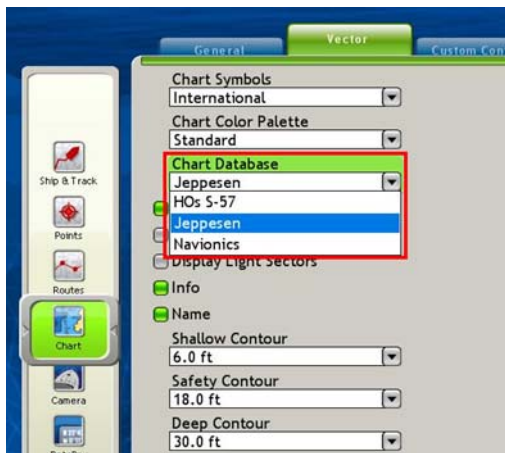 General
Vector
Custom Con
Ship & Track
Points
Routes
Chart
Camera
Chart Symbols
International
Chart Color Palette
Standard
Chart Database
Jeppesen
HOs S-57
Jeppesen
Navionics
Display Light Sectors
Info
Name
Shallow Contour
6.0 ft
Safety Contour
18.0 ft
Deep Contour
30.0 ft